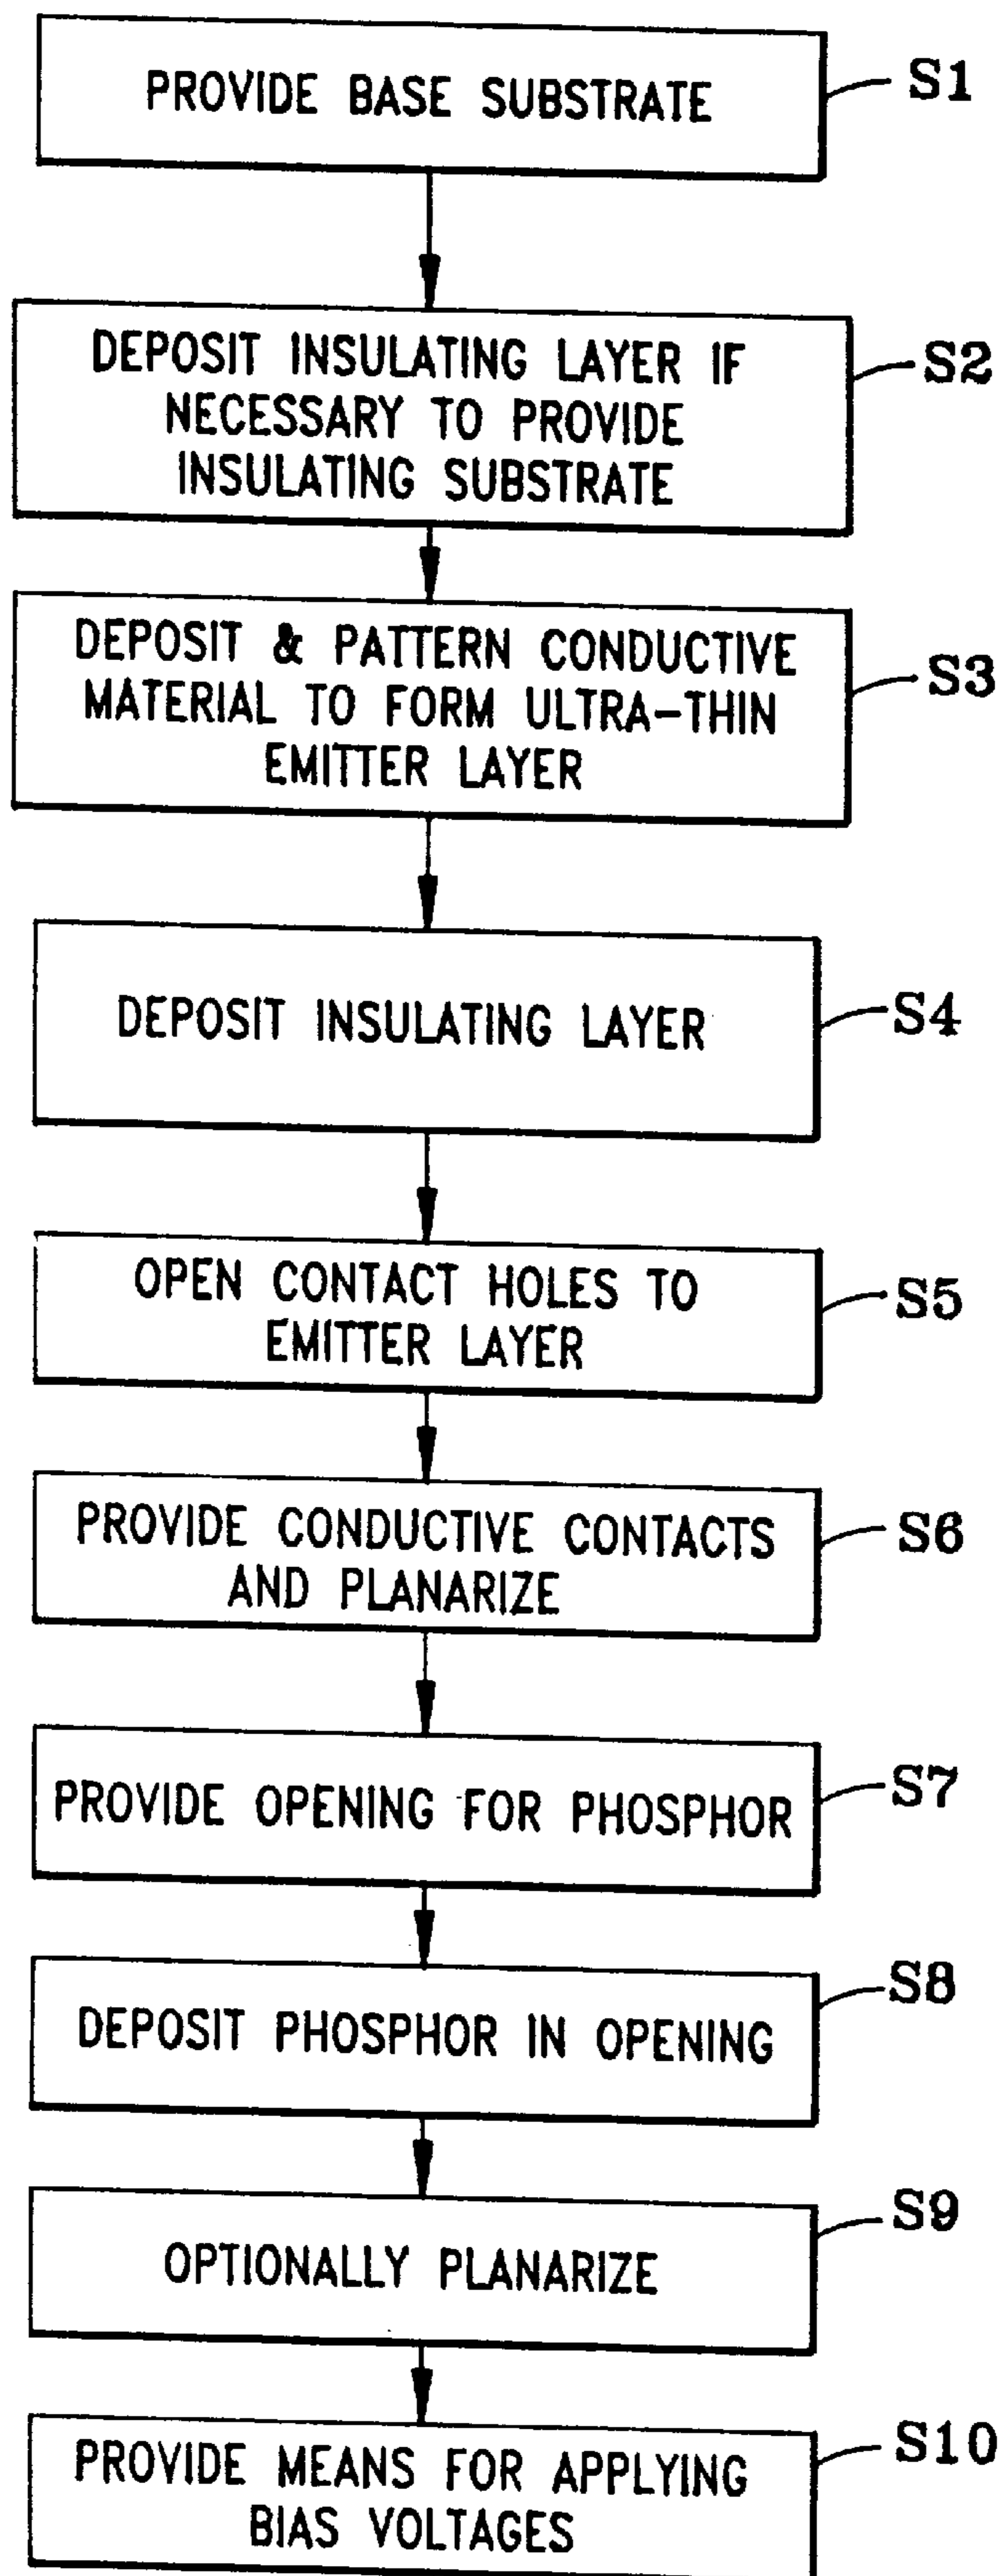 PROVIDE BASE SUBSTRATE
S1
DEPOSIT INSULATING LAYER IF
NECESSARY TO PROVIDE
INSULATING SUBSTRATE
S2
DEPOSIT & PATTERN CONDUCTIVE
MATERIAL TO FORM ULTRA-THIN
EMITTER LAYER
S3
DEPOSIT INSULATING LAYER
S4
OPEN CONTACT HOLES TO
EMITTER LAYER
S5
PROVIDE CONDUCTIVE CONTACTS
AND PLANARIZE
S6
PROVIDE OPENING FOR PHOSPHOR
S7
DEPOSIT PHOSPHOR IN OPENING
S8
OPTIONALLY PLANARIZE
S9
PROVIDE MEANS FOR APPLYING
BIAS VOLTAGES
S10